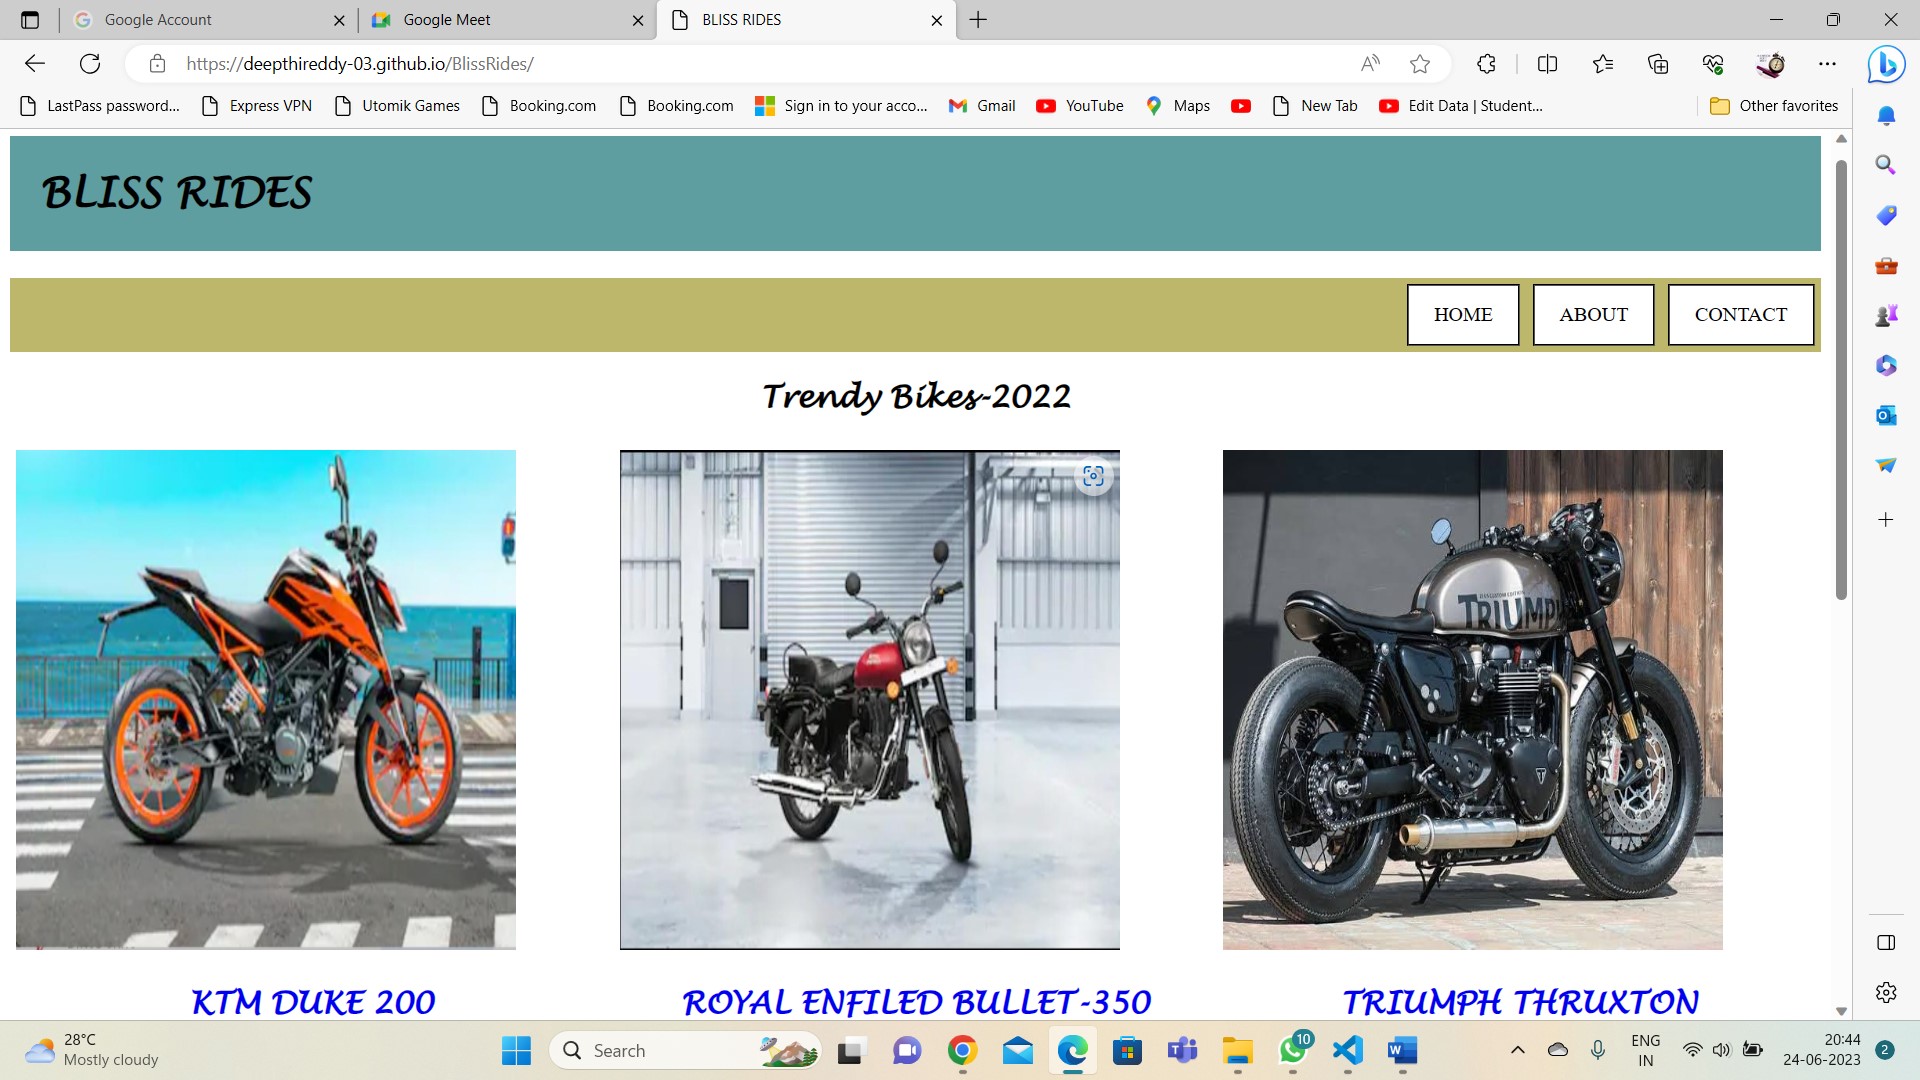 Google Account
Google Meet
BLISS RIDES
https://deepthireddy-03.github.io/BlissRides/
LastPass password...
Express VPN
Utomik Games
Booking.com
Booking.com
Sign in to your acco...
Gmail
YouTube
Maps
New Tab
Edit Data | Student...
Other favorites
BLISS RIDES
HOME
ABOUT
CONTACT
Trendy Bikes-2022
TRIUMPH
KTM DUKE 200
ROYAL ENFILED BULLET-350
TRIUMPH THRUXTON
28°C
Mostly cloudy
Search
10
ENG
IN
20:44
24-06-2023
2